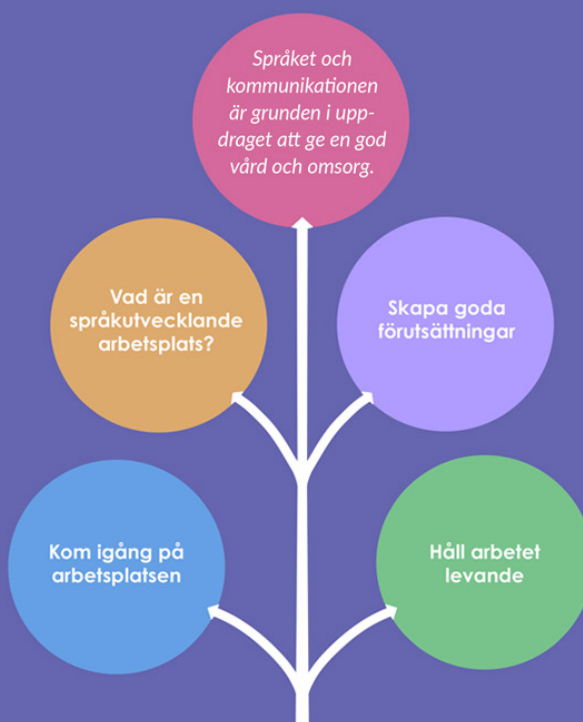 Språket och
kommunikationen
är grunden i upp-
draget att ge en god
vård och omsorg.
Vad är en
språkutvecklande
arbetsplats?
Skapa goda
förutsättningar
Kom igång på
arbetsplatsen
Håll arbetet
levande